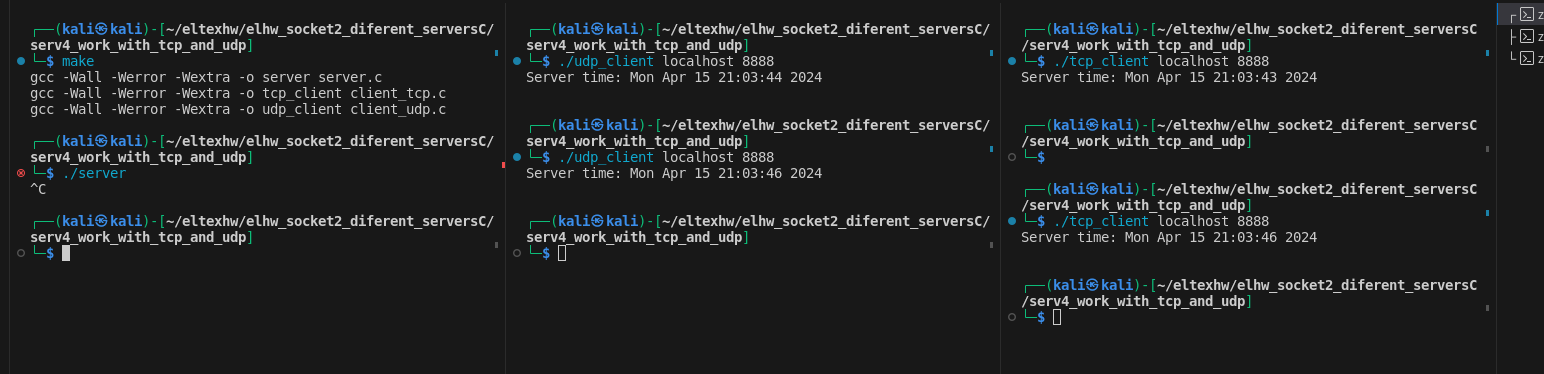 ┌──(kali㉿kali)-[~/eltexhw/elhw_socket2_diferent_serversC/
serv4_work_with_tcp_and_udp]
└─$ make
gcc -Wall -Werror -Wextra -o server server.c
gcc -Wall -Werror -Wextra -o tcp_client client_tcp.c
gcc -Wall -Werror -Wextra -o udp_client client_udp.c
┌──(kali㉿kali)-[~/eltexhw/elhw_socket2_diferent_serversC/
serv4_work_with_tcp_and_udp]
└─$ ./server
^C
┌──(kali㉿kali)-[~/eltexhw/elhw_socket2_diferent_serversC/
serv4_work_with_tcp_and_udp]
└─$
┌──(kali㉿kali)-[~/eltexhw/elhw_socket2_diferent_serversC/
serv4_work_with_tcp_and_udp]
└─$ ./udp_client localhost 8888
Server time: Mon Apr 15 21:03:44 2024
┌──(kali㉿kali)-[~/eltexhw/elhw_socket2_diferent_serversC/
serv4_work_with_tcp_and_udp]
└─$ ./udp_client localhost 8888
Server time: Mon Apr 15 21:03:46 2024
┌──(kali㉿kali)-[~/eltexhw/elhw_socket2_diferent_serversC/
serv4_work_with_tcp_and_udp]
└─$
┌──(kali㉿kali)-[~/eltexhw/elhw_socket2_diferent_serversC
/serv4_work_with_tcp_and_udp]
└─$ ./tcp_client localhost 8888
Server time: Mon Apr 15 21:03:43 2024
┌──(kali㉿kali)-[~/eltexhw/elhw_socket2_diferent_serversC
/serv4_work_with_tcp_and_udp]
└─$
┌──(kali㉿kali)-[~/eltexhw/elhw_socket2_diferent_serversC
/serv4_work_with_tcp_and_udp]
└─$ ./tcp_client localhost 8888
Server time: Mon Apr 15 21:03:46 2024
┌──(kali㉿kali)-[~/eltexhw/elhw_socket2_diferent_serversC
/serv4_work_with_tcp_and_udp]
└─$
┌ z
├ z
└ z